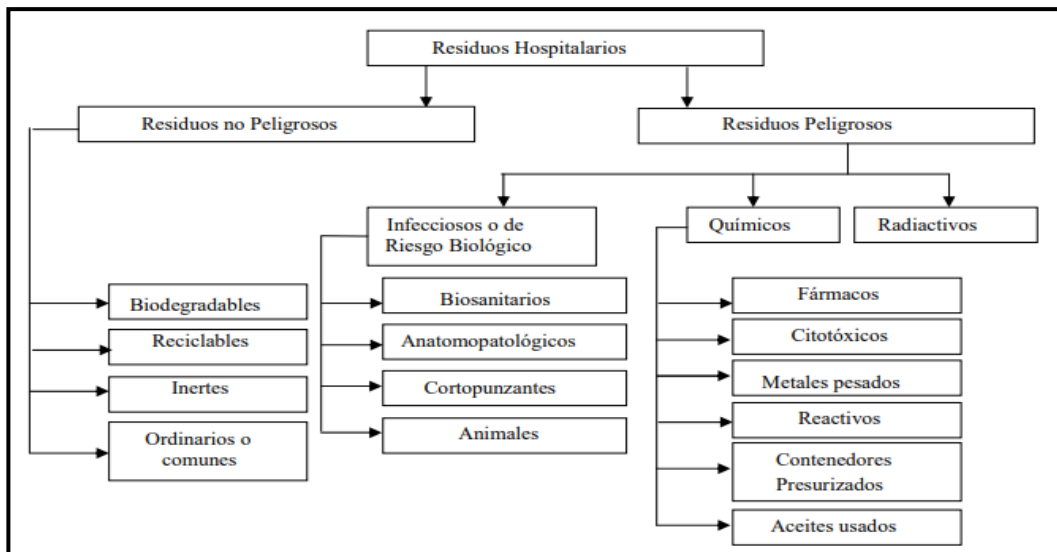 Residuos Hospitalarios
Residuos no Peligrosos
Residuos Peligrosos
Infecciosos o de
Riesgo Biológico
Químicos
Radiactivos
Biodegradables
Reciclables
Inertes
Ordinarios o
comunes
Biosanitarios
Anatomopatológicos
Cortopunzantes
Animales
Fármacos
Citotóxicos
Metales pesados
Reactivos
Contenedores
Presurizados
Aceites usados